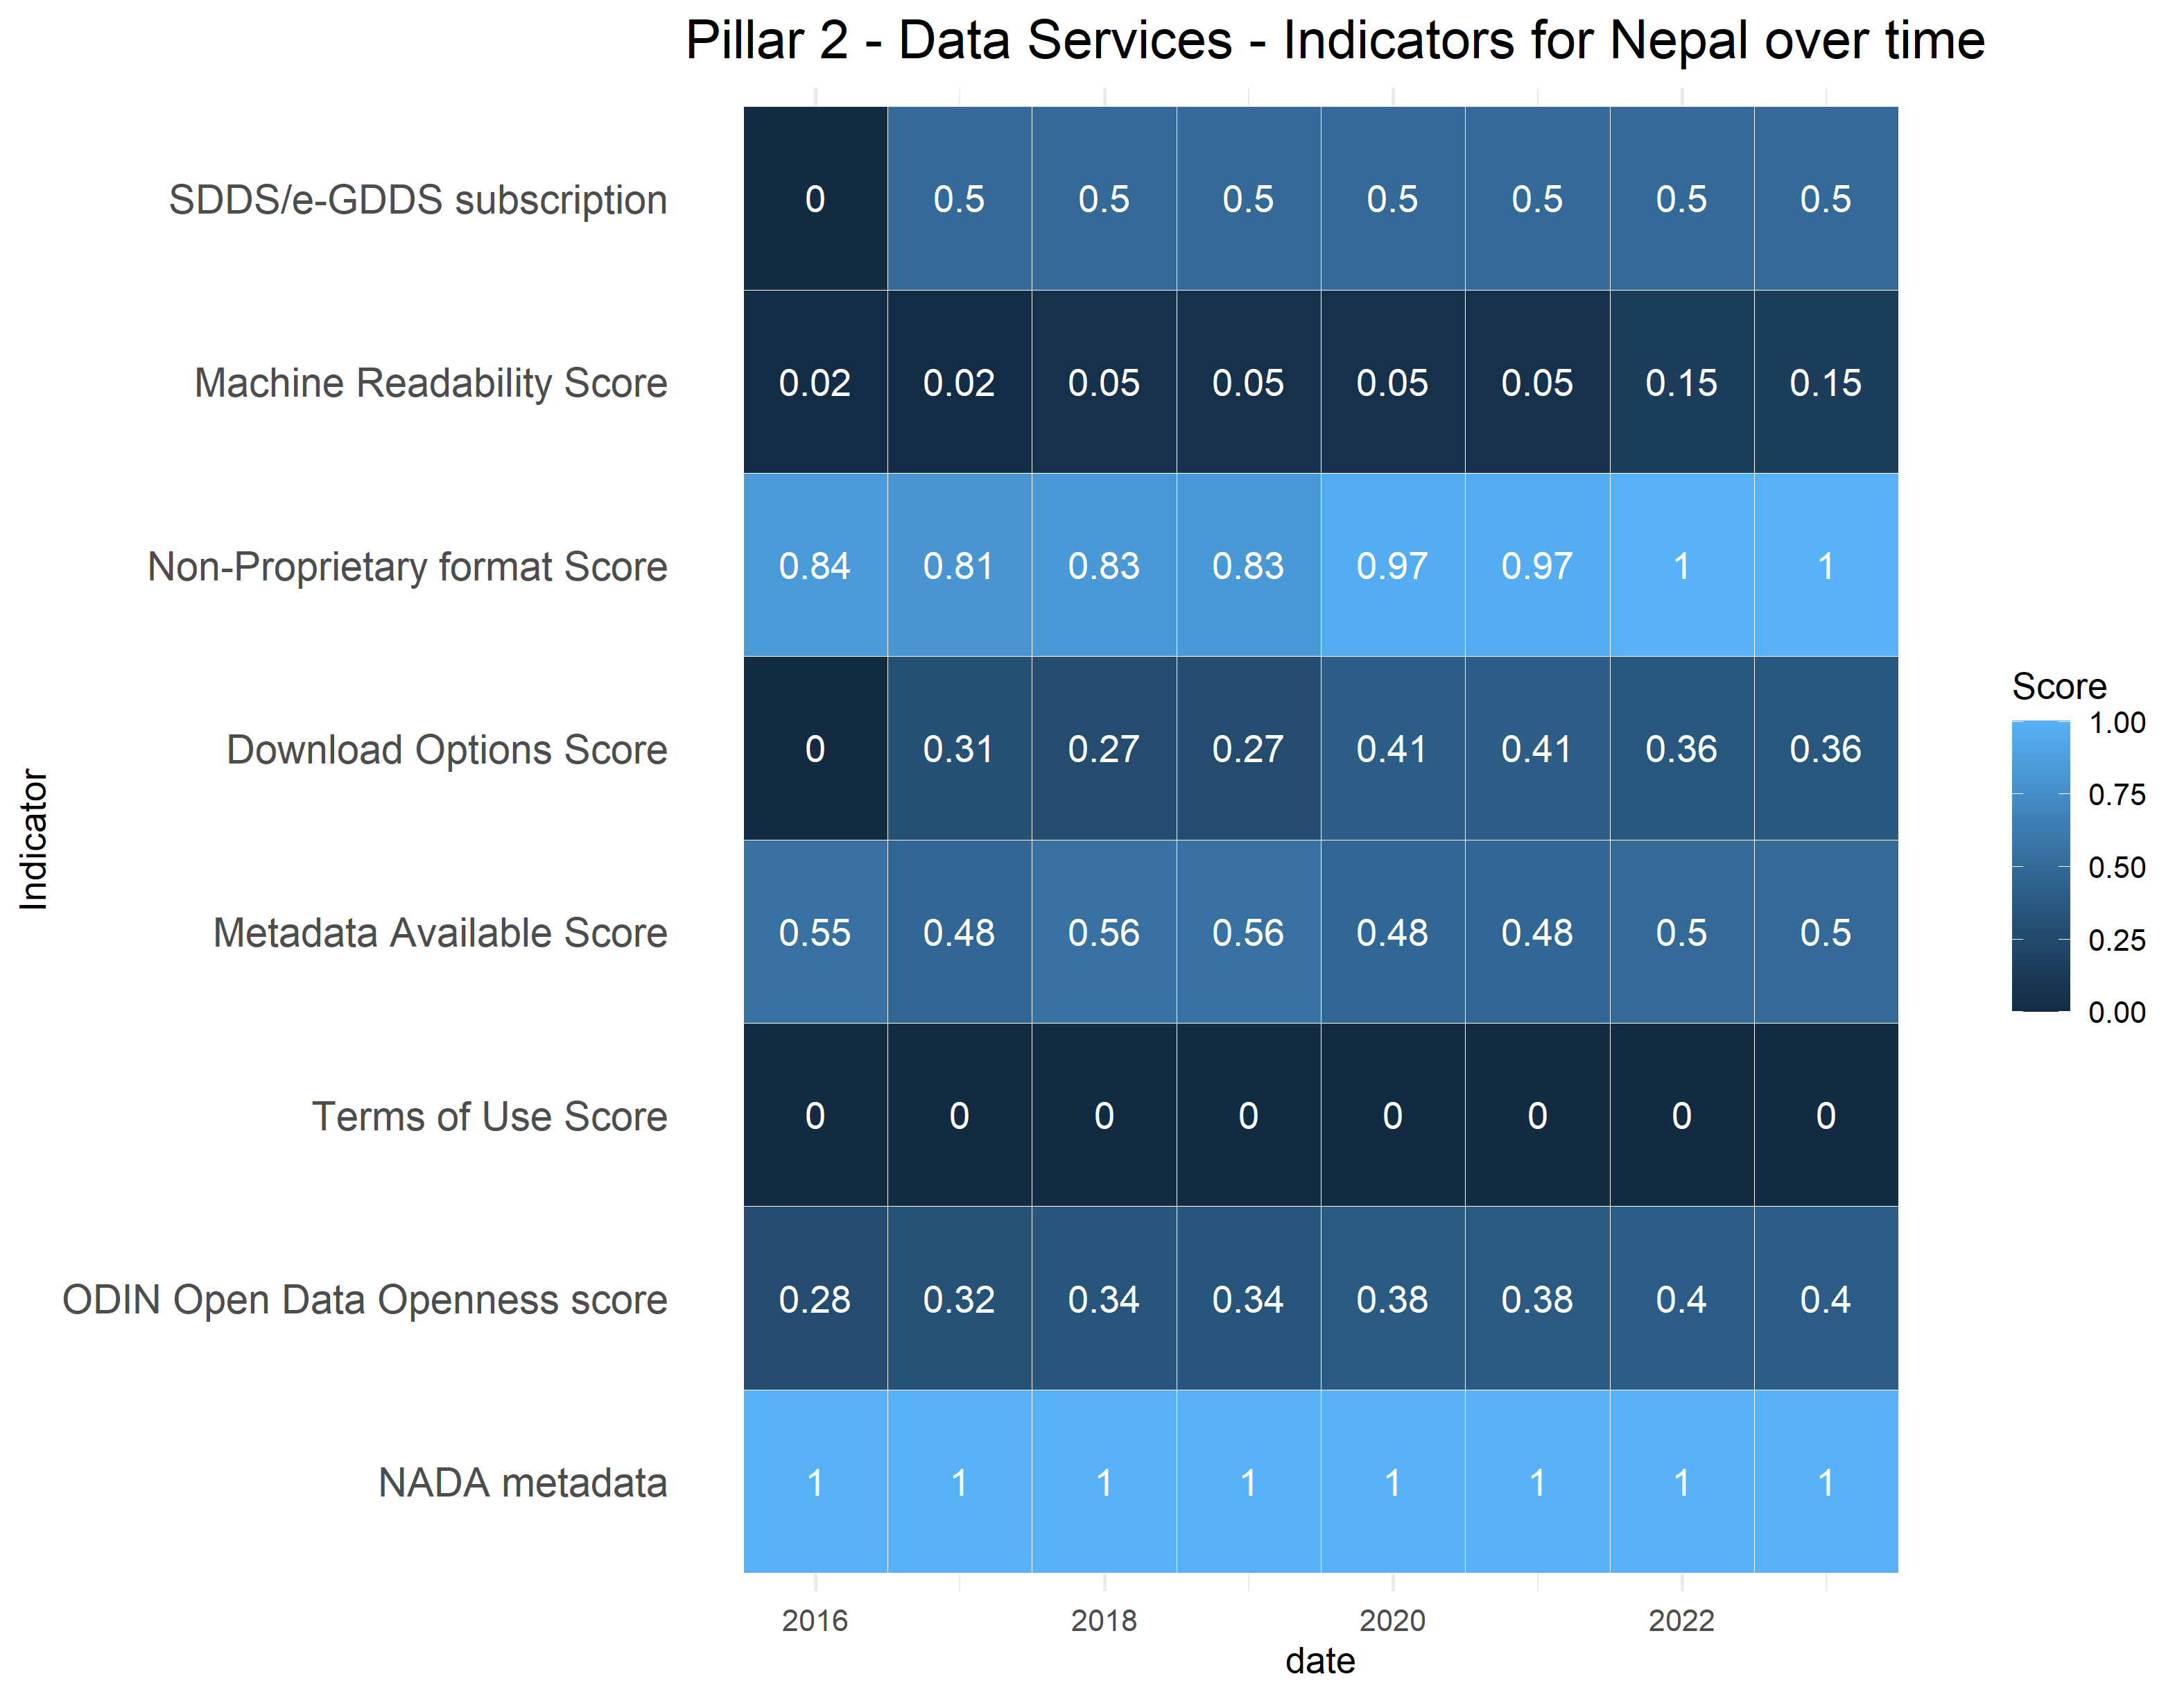 Pillar 2 - Data Services - Indicators for Nepal over time
SDDS/e-GDDS subscription 0 0.5 0.5 0.5 0.5 0.5 0.5 0.5
Machine Readability Score 0.02 0.02 0.05 0.05 0.05 0.05 0.15 0.15
Non-Proprietary format Score 0.84 0.81 0.83 0.83 0.97 0.97 1 1
Download Options Score 0 0.31 0.27 0.27 0.41 0.41 0.36 0.36
Metadata Available Score 0.55 0.48 0.56 0.56 0.48 0.48 0.5 0.5
Terms of Use Score 0 0 0 0 0 0 0 0
ODIN Open Data Openness score 0.28 0.32 0.34 0.34 0.38 0.38 0.4 0.4
NADA metadata 1 1 1 1 1 1 1 1
2016 2018 2020 2022
date
Indicator
Score
1.00
0.75
0.50
0.25
0.00